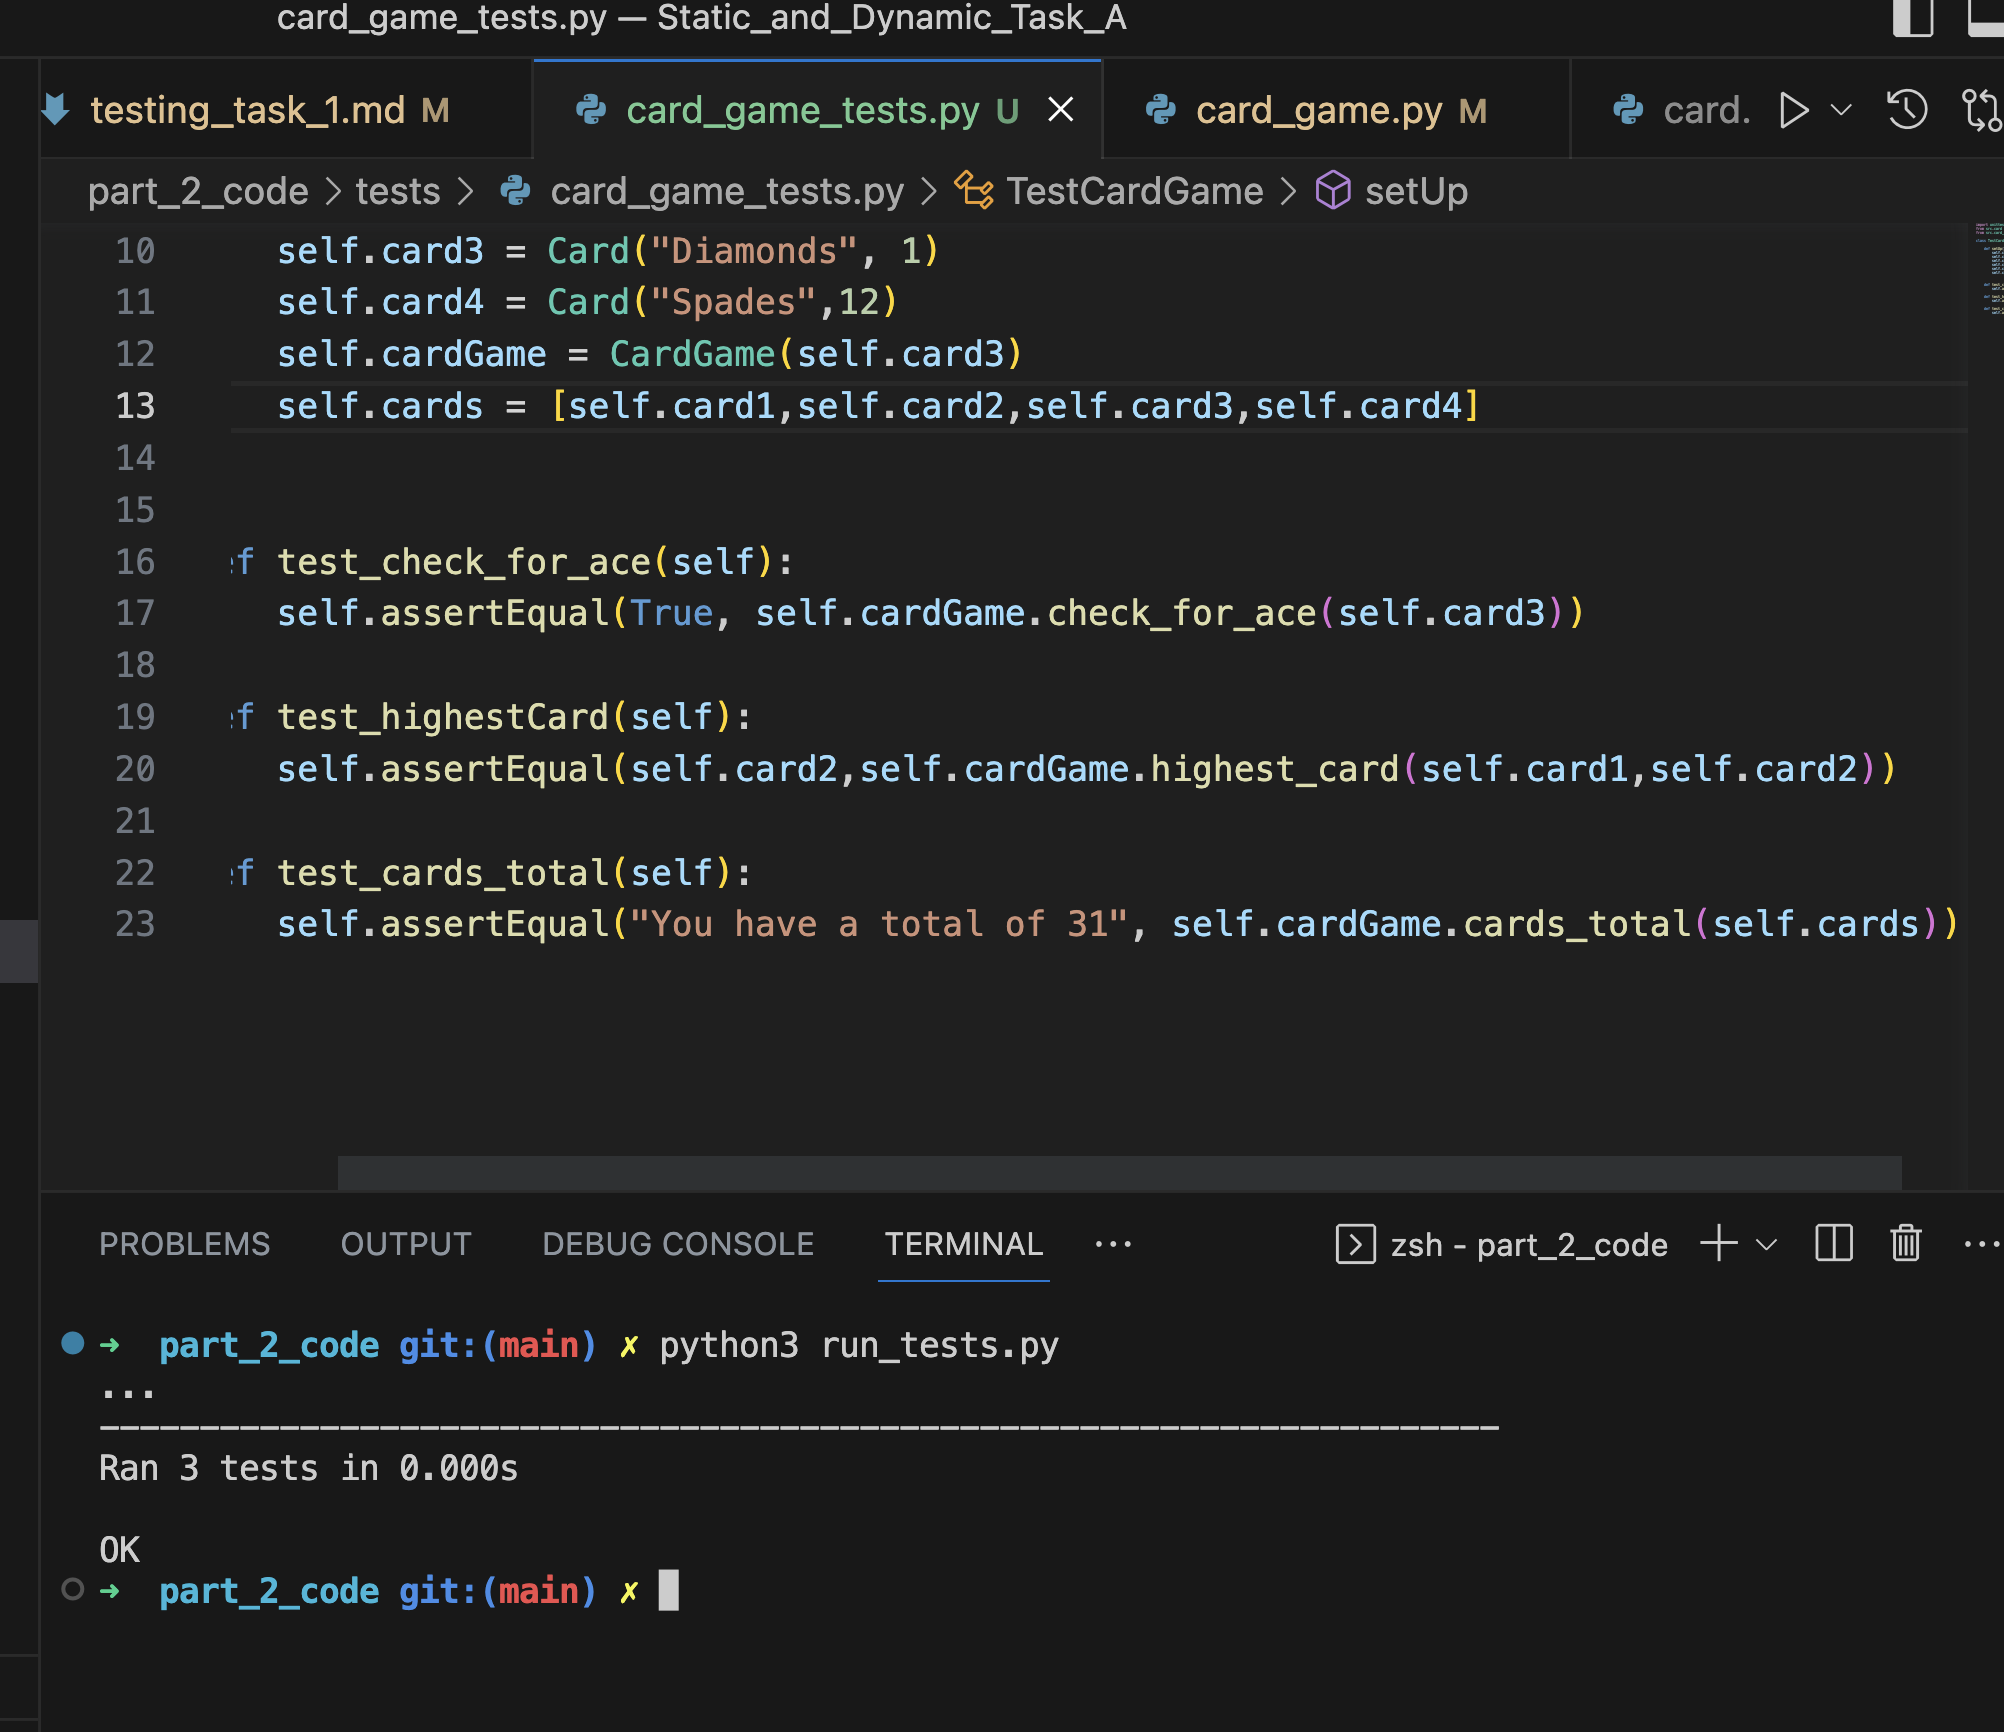 card_game_tests.py — Static_and_Dynamic_Task_A
testing_task_1.md M card_game_tests.py U card_game.py M card.
part_2_code > tests > card_game_tests.py > TestCardGame > setUp
10 self.card3 = Card("Diamonds", 1)
11 self.card4 = Card("Spades",12)
12 self.cardGame = CardGame(self.card3)
13 self.cards = [self.card1,self.card2,self.card3,self.card4]
14
15
16 f test_check_for_ace(self):
17 self.assertEqual(True, self.cardGame.check_for_ace(self.card3))
18
19 f test_highestCard(self):
20 self.assertEqual(self.card2,self.cardGame.highest_card(self.card1,self.card2))
21
22 f test_cards_total(self):
23 self.assertEqual("You have a total of 31", self.cardGame.cards_total(self.cards))
PROBLEMS OUTPUT DEBUG CONSOLE TERMINAL ··· zsh - part_2_code
➜ part_2_code git:(main) ✗ python3 run_tests.py
...
----------------------------------------------------------------------
Ran 3 tests in 0.000s
OK
➜ part_2_code git:(main) ✗